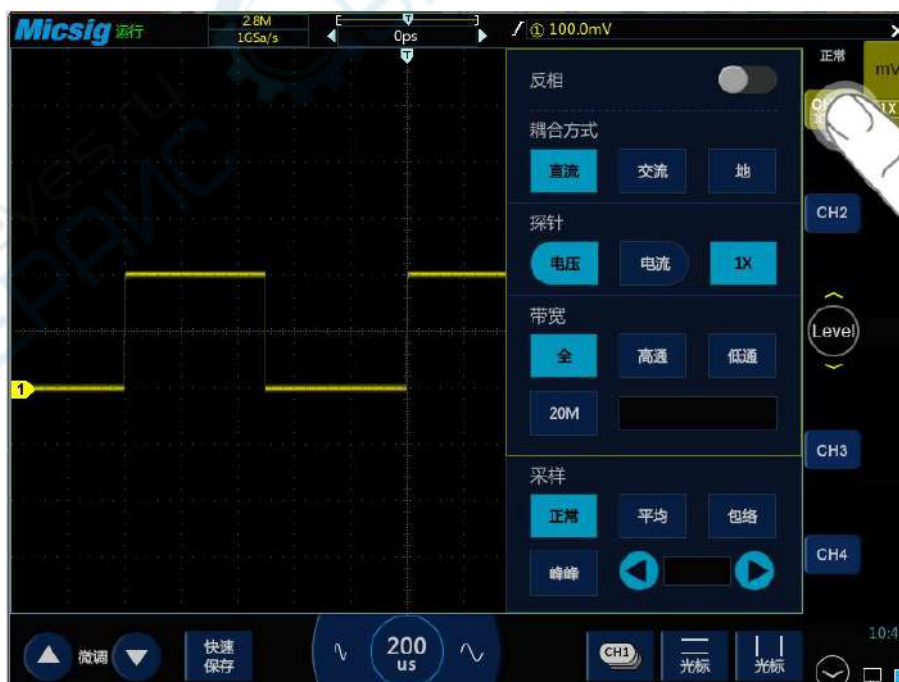 Micsig 运行
2.8M
1GSa/s
T
0ps
① 100.0mV
T
反相
耦合方式
直流 交流 地
探针
电压 电流 1X
带宽
全 高通 低通
20M
采样
正常 平均 包络
峰峰
正常
mV
1X
CH2
Level
CH3
CH4
1
微调
快速
保存
200
us
CH1
光标
光标